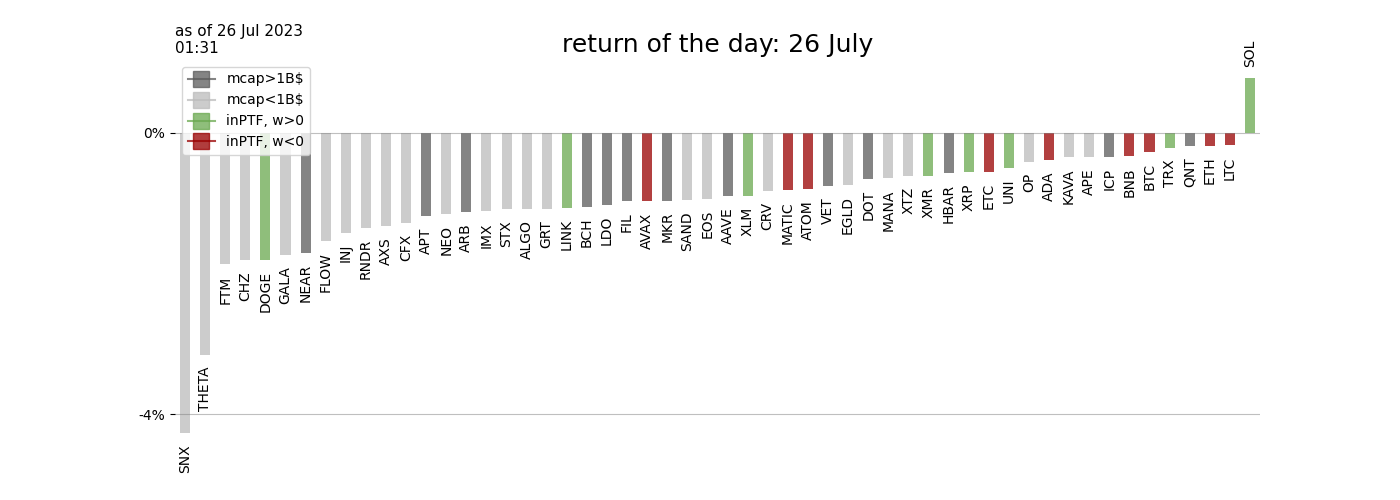 as of 26 Jul 2023
01:31
return of the day: 26 July
mcap>1B$
mcap<1B$
inPTF, w>0
inPTF, w<0
0%
-4%
SNX
THETA
FTM
CHZ
DOGE
GALA
NEAR
FLOW
INJ
RNDR
AXS
CFX
APT
NEO
ARB
IMX
STX
ALGO
GRT
LINK
BCH
LDO
FIL
AVAX
MKR
SAND
EOS
AAVE
XLM
CRV
MATIC
ATOM
VET
EGLD
DOT
MANA
XTZ
XMR
HBAR
XRP
ETC
UNI
OP
ADA
KAVA
APE
ICP
BNB
BTC
TRX
QNT
ETH
LTC
SOL